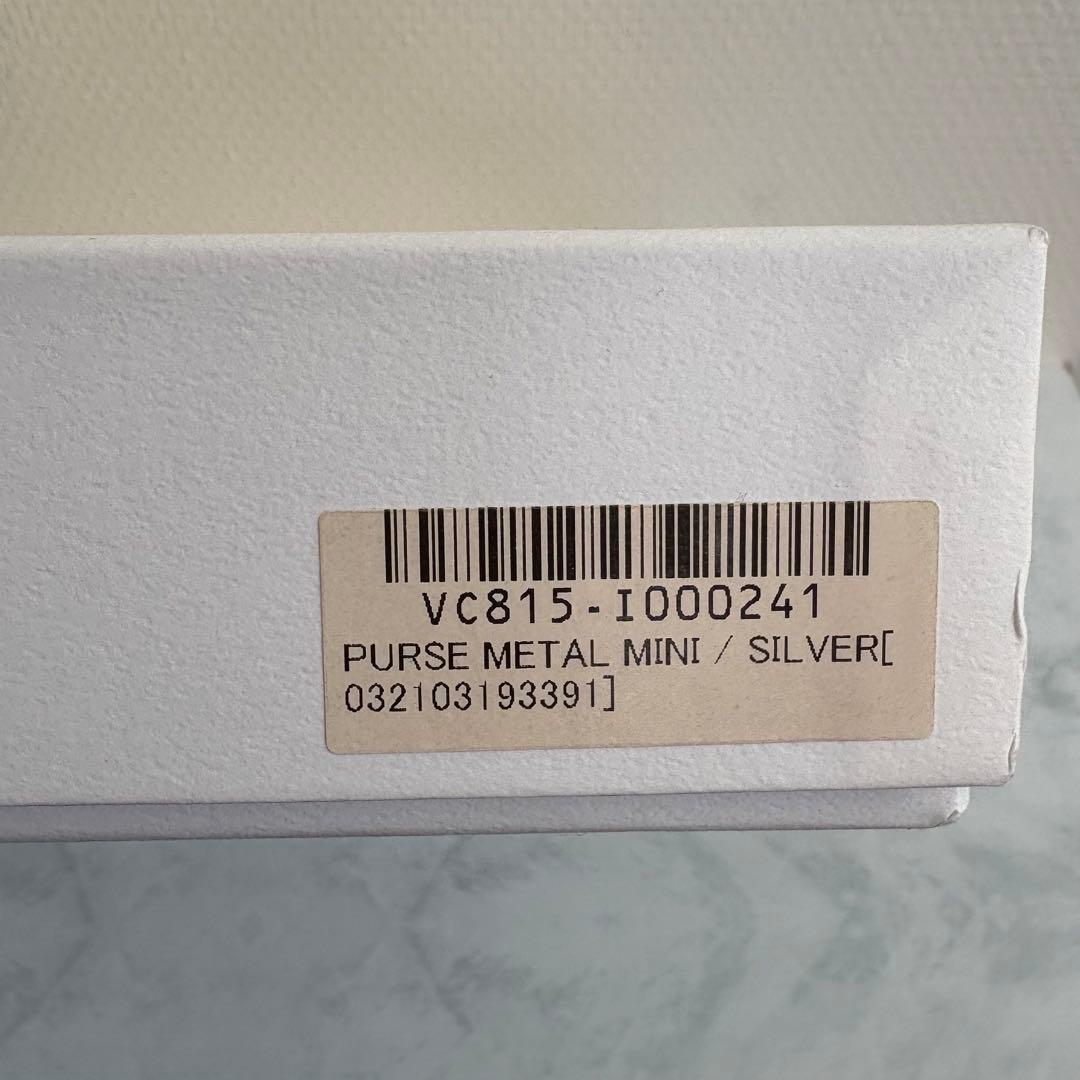 VC815-I000241
PURSE METAL MINI / SILVER[
032103193391]